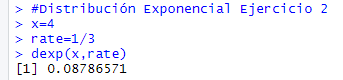 > #Distribución Exponencial Ejercicio 2
> x=4
> rate=1/3
> dexp(x,rate)
[1] 0.08786571